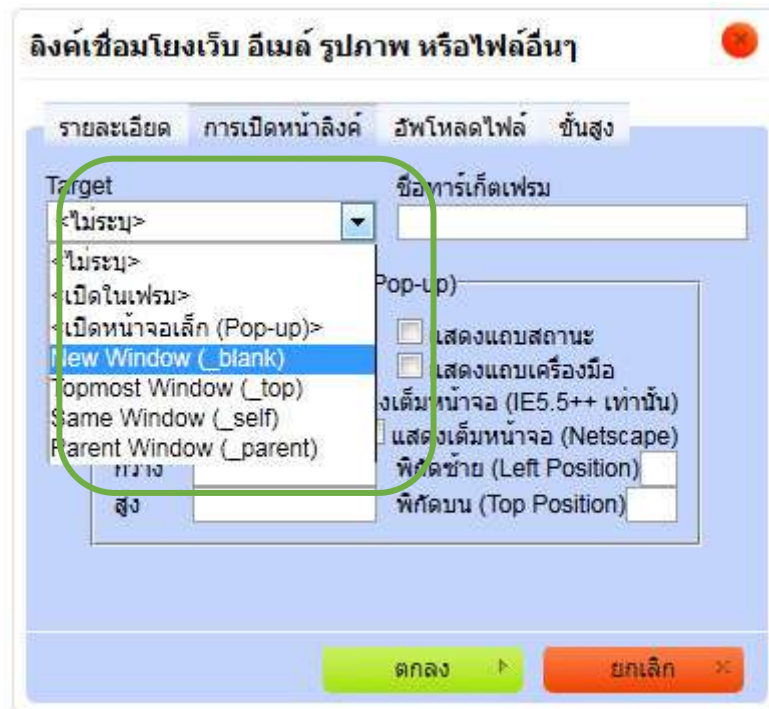 ลิงค์เชื่อมโยงเว็บ อีเมล์ รูปภาพ หรือไฟล์อื่นๆ
รายละเอียด การเปิดหน้าลิงค์ อัพโหลดไฟล์ ขั้นสูง
Target ชื่อทาร์เก็ตเฟรม
<ไม่ระบุ>
<ไม่ระบุ>
<เปิดในเฟรม>
<เปิดหน้าจอเล็ก (Pop-up)>
New Window (_blank)
Topmost Window (_top)
Same Window (_self)
Parent Window (_parent)
Pop-up)
แสดงแถบสถานะ
แสดงแถบเครื่องมือ
เต็มหน้าจอ (IE5.5++ เท่านั้น)
แสดงเต็มหน้าจอ (Netscape)
กว้าง พิกัดซ้าย (Left Position)
สูง พิกัดบน (Top Position)
ตกลง ยกเลิก